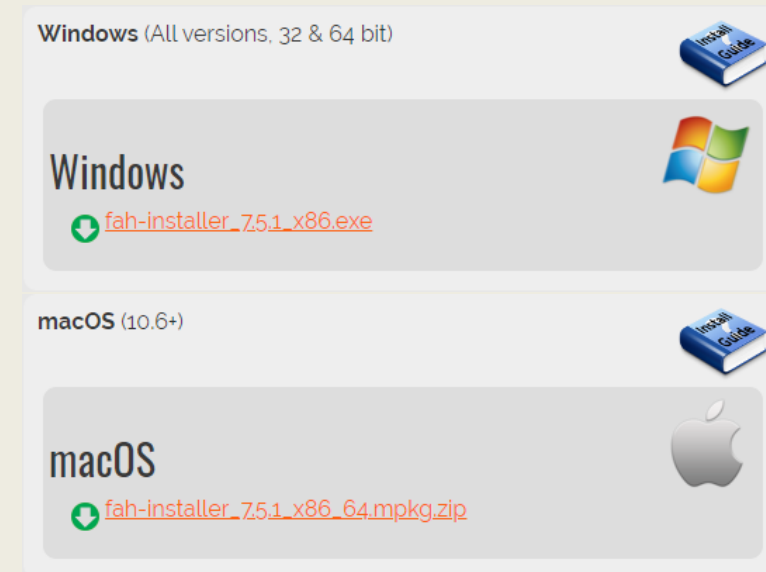 Windows (All versions, 32 & 64 bit)
Install Guide
Windows
fah-installer_7.5.1_x86.exe
macOS (10.6+)
Install Guide
macOS
fah-installer_7.5.1_x86_64.mpkg.zip